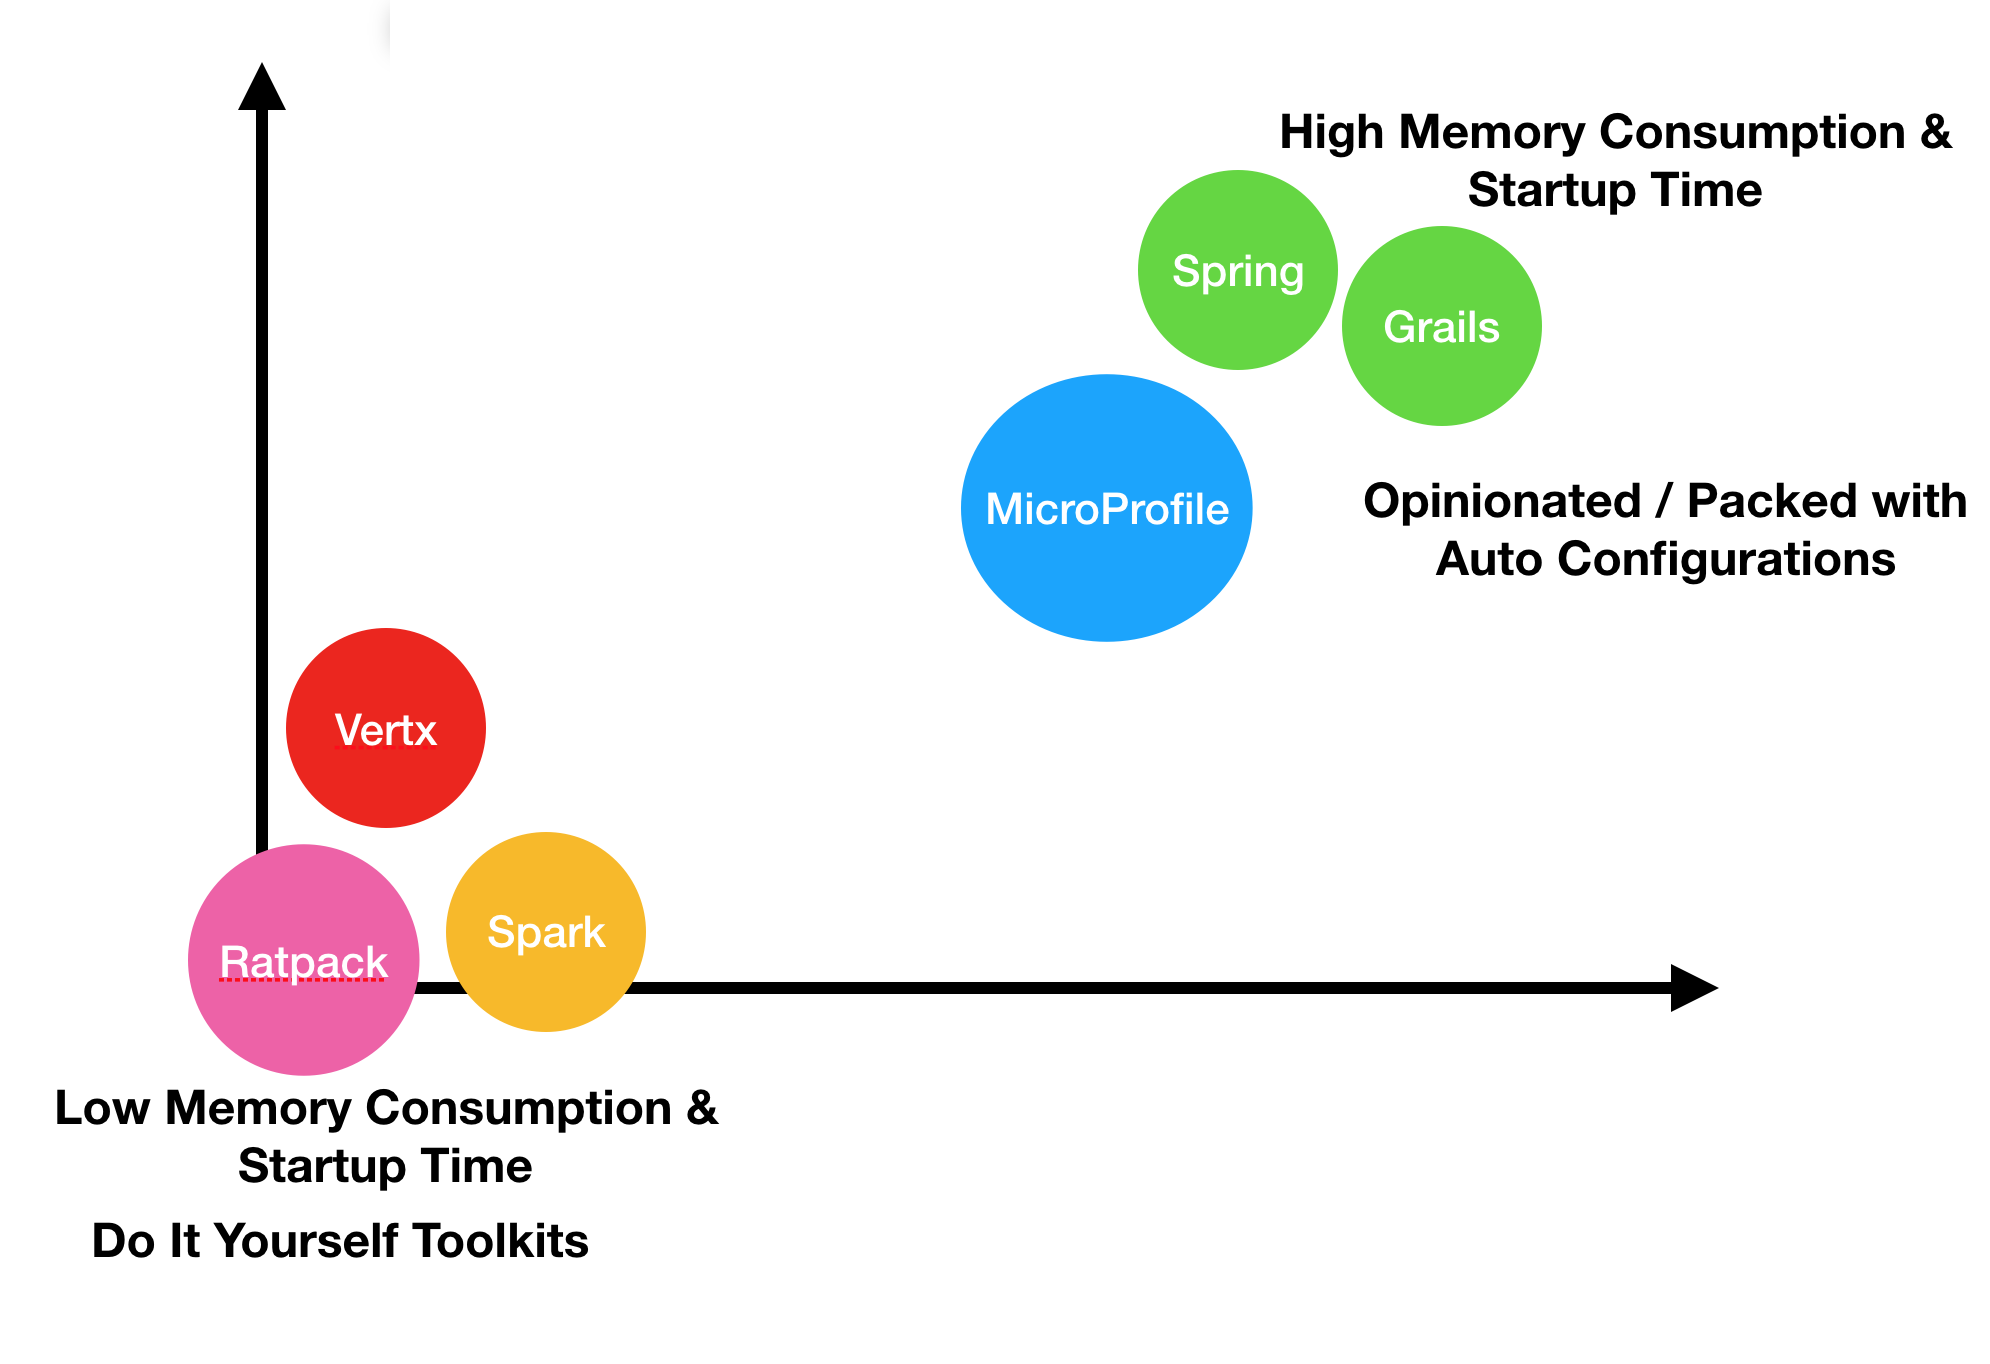 High Memory Consumption &
Startup Time
Spring
Grails
MicroProfile
Opinionated / Packed with
Auto Configurations
Vertx
Spark
Ratpack
Low Memory Consumption &
Startup Time
Do It Yourself Toolkits